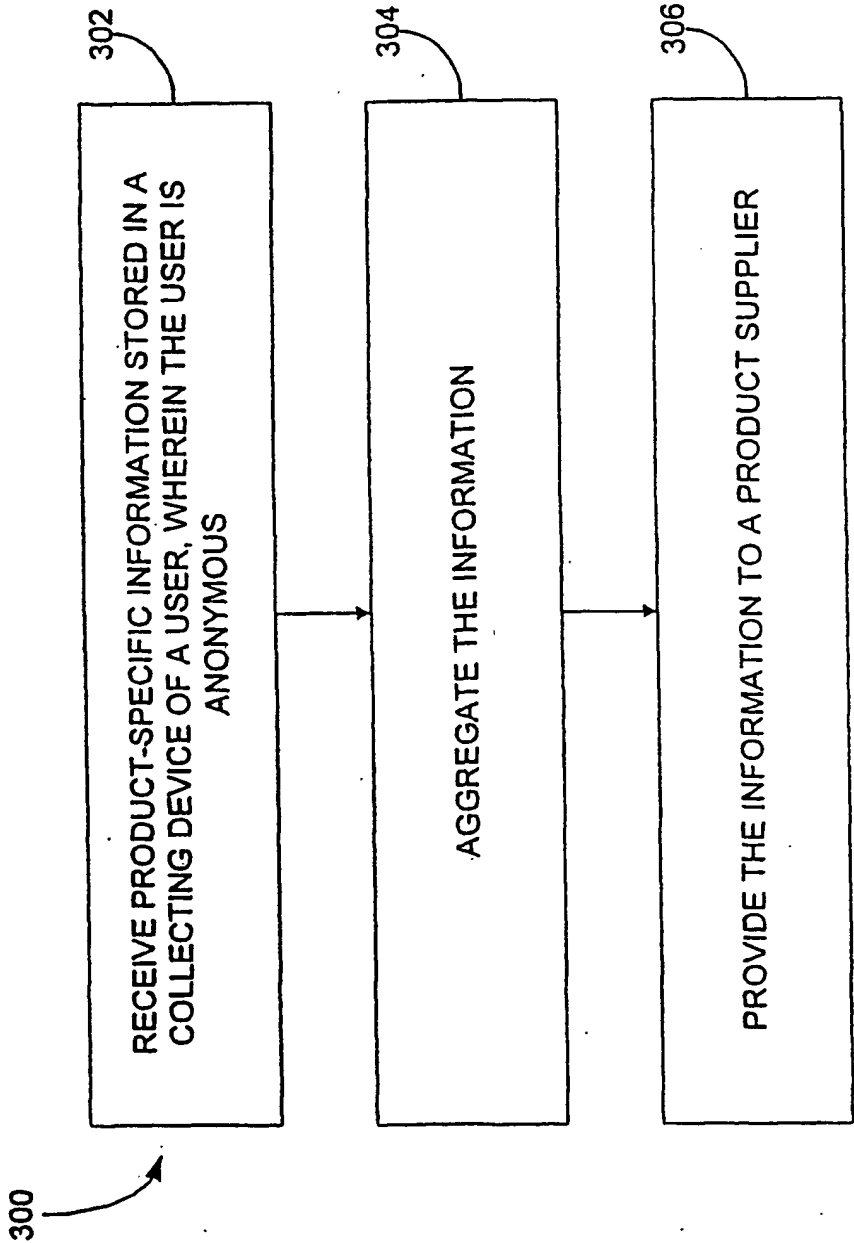 300
302
RECEIVE PRODUCT-SPECIFIC INFORMATION STORED IN A
COLLECTING DEVICE OF A USER, WHEREIN THE USER IS
ANONYMOUS
304
AGGREGATE THE INFORMATION
306
PROVIDE THE INFORMATION TO A PRODUCT SUPPLIER